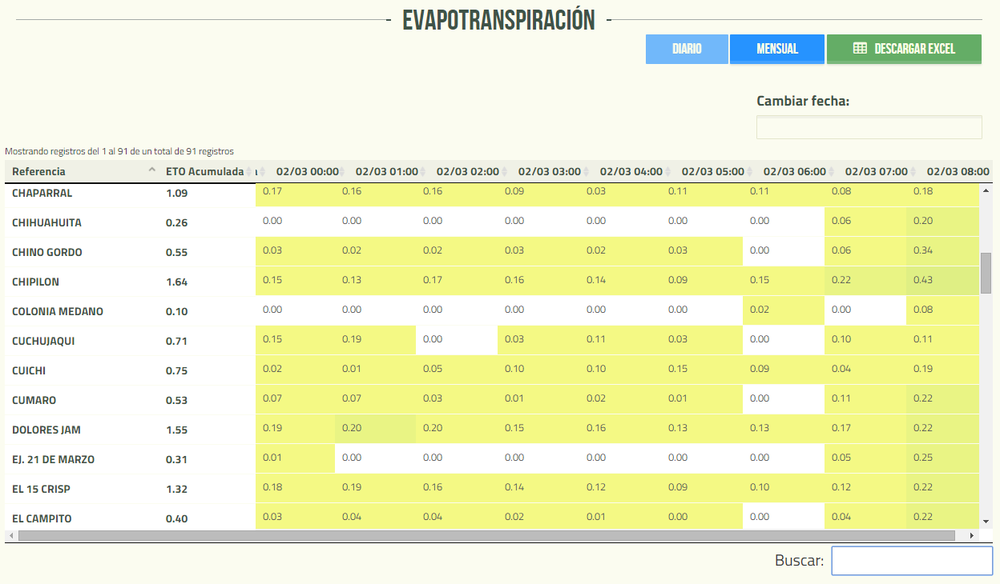 EVAPOTRANSPIRACIÓN
DIARIO MENSUAL DESCARGAR EXCEL
Cambiar fecha:
Mostrando registros del 1 al 91 de un total de 91 registros
Referencia ETO Acumulada 02/03 00:00 02/03 01:00 02/03 02:00 02/03 03:00 02/03 04:00 02/03 05:00 02/03 06:00 02/03 07:00 02/03 08:00
CHAPARRAL 1.09 0.17 0.16 0.16 0.09 0.03 0.11 0.11 0.08 0.18
CHIHUAHUITA 0.26 0.00 0.00 0.00 0.00 0.00 0.00 0.00 0.06 0.20
CHINO GORDO 0.55 0.03 0.02 0.02 0.03 0.02 0.03 0.00 0.06 0.34
CHIPILON 1.64 0.15 0.13 0.17 0.16 0.14 0.09 0.15 0.22 0.43
COLONIA MEDANO 0.10 0.00 0.00 0.00 0.00 0.00 0.00 0.02 0.00 0.08
CUCHUJAQUI 0.71 0.15 0.19 0.00 0.03 0.11 0.03 0.00 0.10 0.11
CUICHI 0.75 0.02 0.01 0.05 0.10 0.10 0.15 0.09 0.04 0.19
CUMARO 0.53 0.07 0.07 0.03 0.01 0.02 0.01 0.00 0.11 0.22
DOLORES JAM 1.55 0.19 0.20 0.20 0.15 0.16 0.13 0.13 0.17 0.22
EJ. 21 DE MARZO 0.31 0.01 0.00 0.00 0.00 0.00 0.00 0.00 0.05 0.25
EL 15 CRISP 1.32 0.18 0.19 0.16 0.14 0.12 0.09 0.10 0.12 0.22
EL CAMPITO 0.40 0.03 0.04 0.04 0.02 0.01 0.00 0.00 0.04 0.22
Buscar: